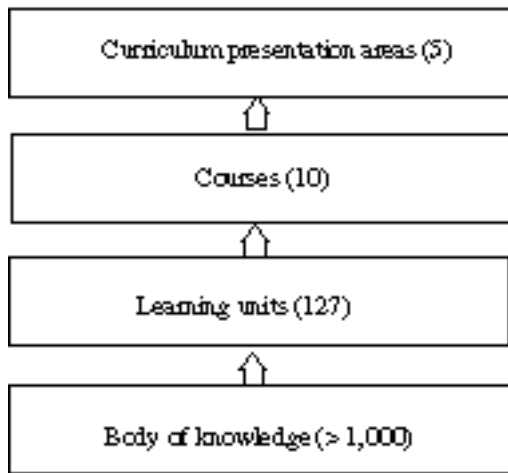 Curriculum presentation areas (5)
Courses (10)
Learning units (127)
Body of knowledge (> 1,000)